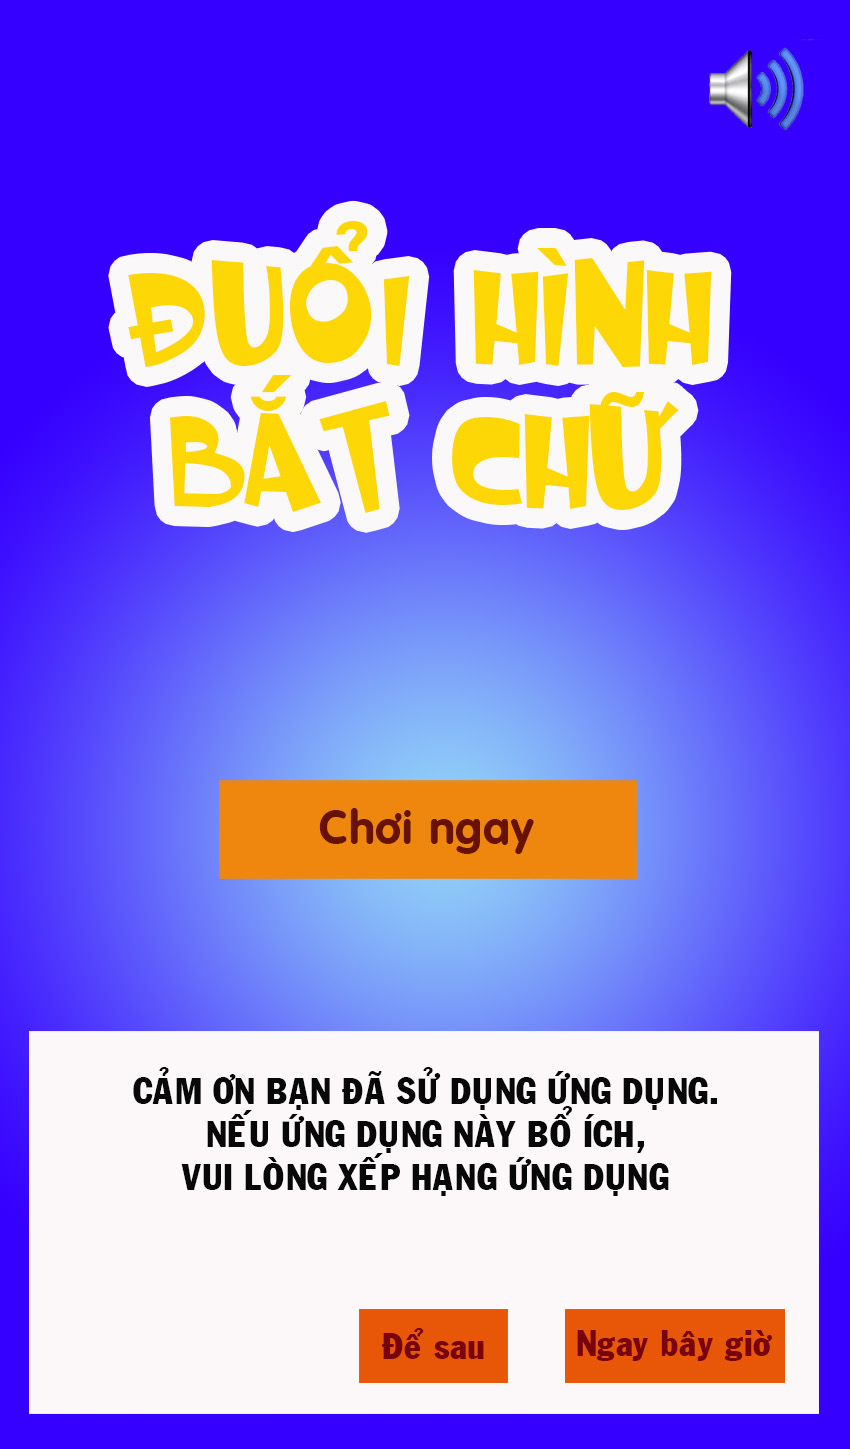 ĐUỔI HÌNH
BẮT CHỮ
Chơi ngay
CẢM ƠN BẠN ĐÃ SỬ DỤNG ỨNG DỤNG.
NẾU ỨNG DỤNG NÀY BỔ ÍCH,
VUI LÒNG XẾP HẠNG ỨNG DỤNG
Để sau
Ngay bây giờ